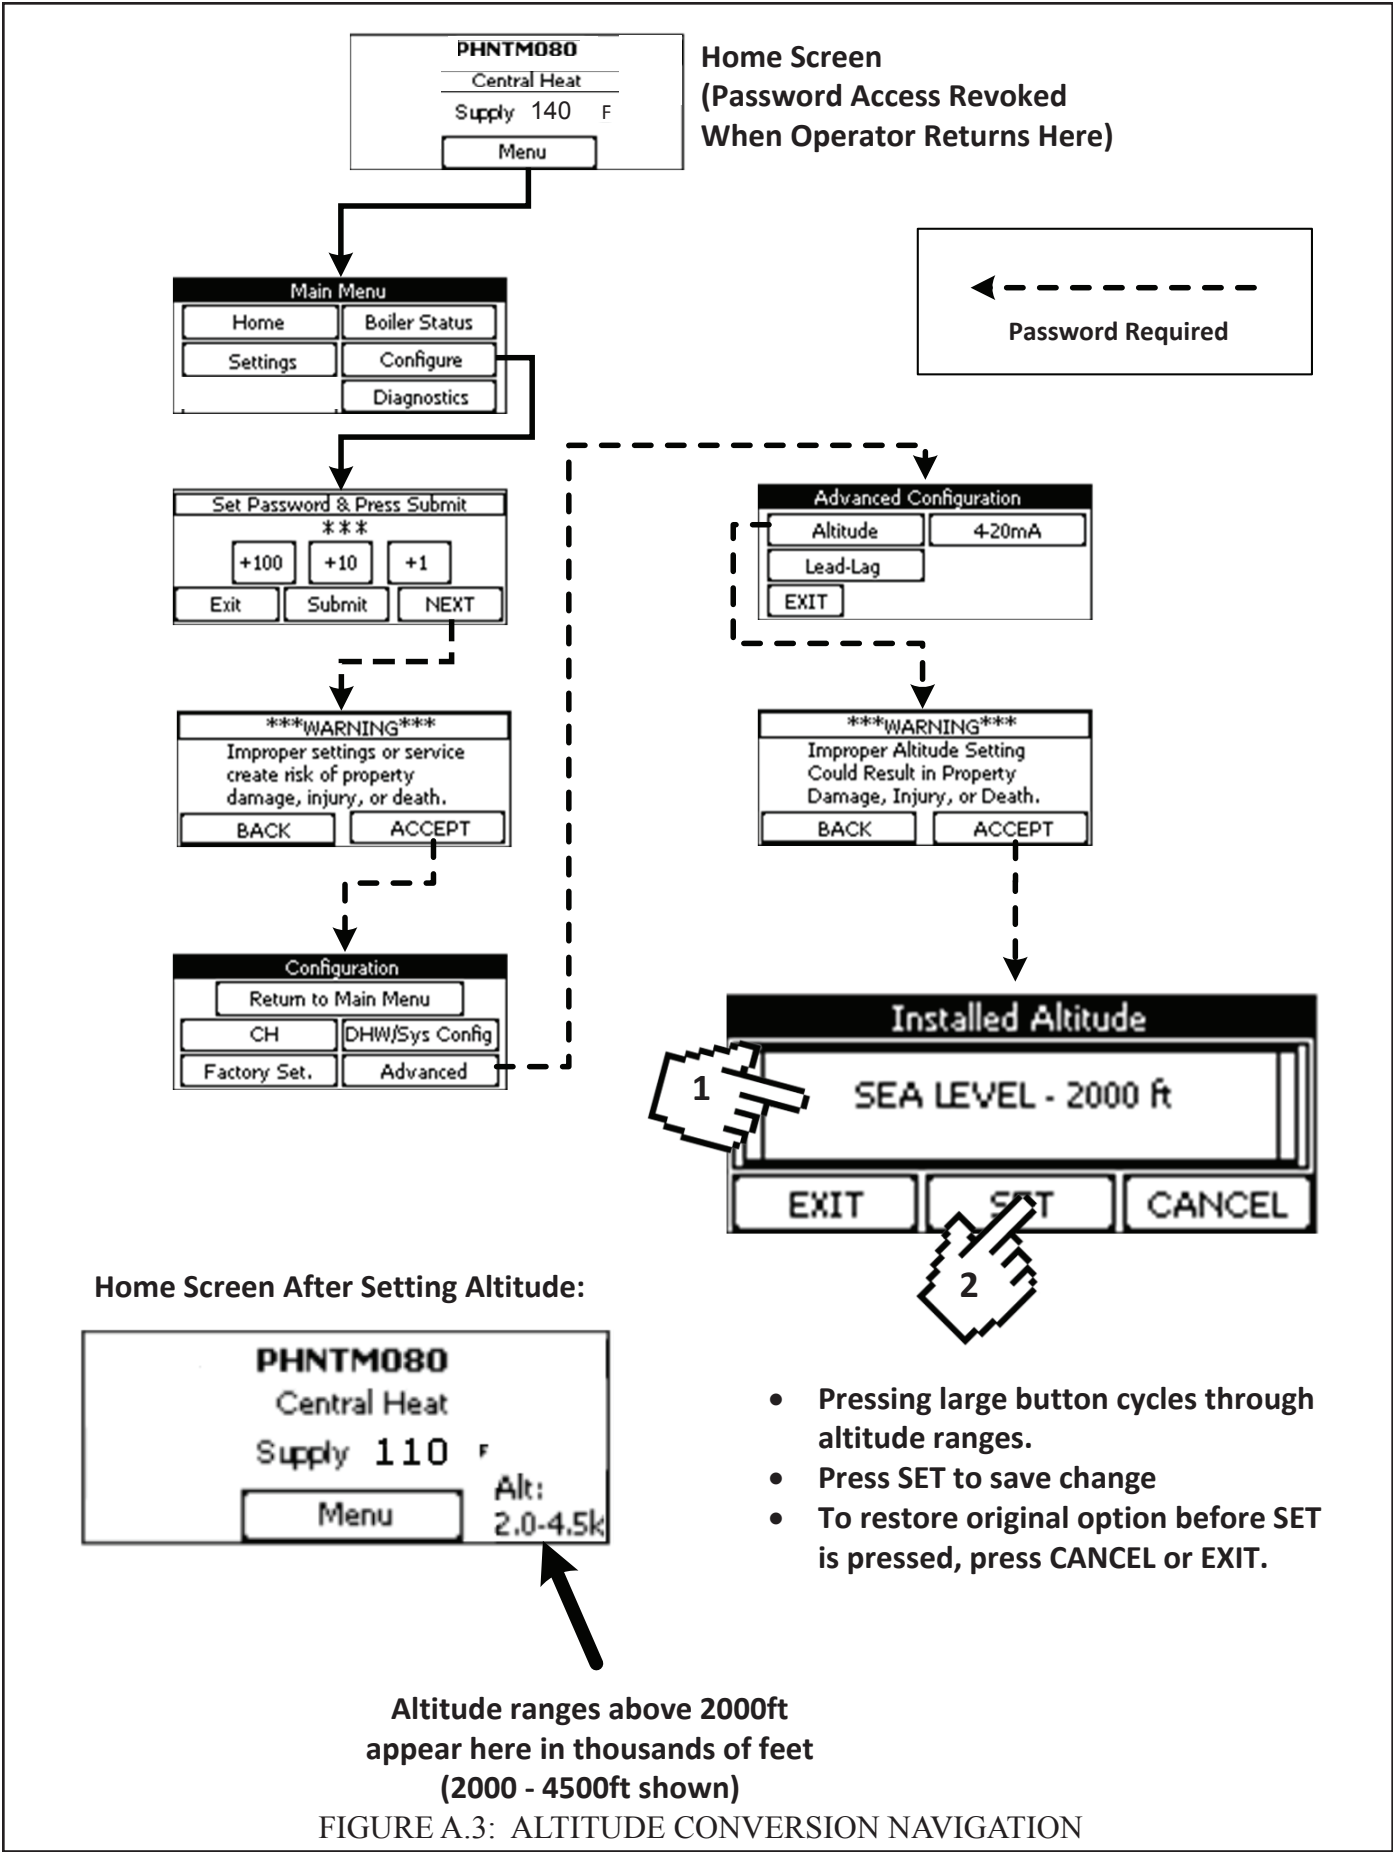 PHNTM080
Central Heat
Supply 140 F
Menu
Home Screen
(Password Access Revoked
When Operator Returns Here)
Password Required
Main Menu
Home Boiler Status
Settings Configure
Diagnostics
Set Password & Press Submit
***
+100 +10 +1
Exit Submit NEXT
***WARNING***
Improper settings or service
create risk of property
damage, injury, or death.
BACK ACCEPT
Configuration
Return to Main Menu
CH DHW/Sys Config
Factory Set. Advanced
Advanced Configuration
Altitude 4-20mA
Lead-Lag
EXIT
***WARNING***
Improper Altitude Setting
Could Result in Property
Damage, Injury, or Death.
BACK ACCEPT
Installed Altitude
1
SEA LEVEL - 2000 ft
EXIT SET CANCEL
2
Home Screen After Setting Altitude:
PHNTM080
Central Heat
Supply 110 F
Menu
Alt:
2.0-4.5k
• Pressing large button cycles through
altitude ranges.
• Press SET to save change
• To restore original option before SET
is pressed, press CANCEL or EXIT.
Altitude ranges above 2000ft
appear here in thousands of feet
(2000 - 4500ft shown)
FIGURE A.3: ALTITUDE CONVERSION NAVIGATION